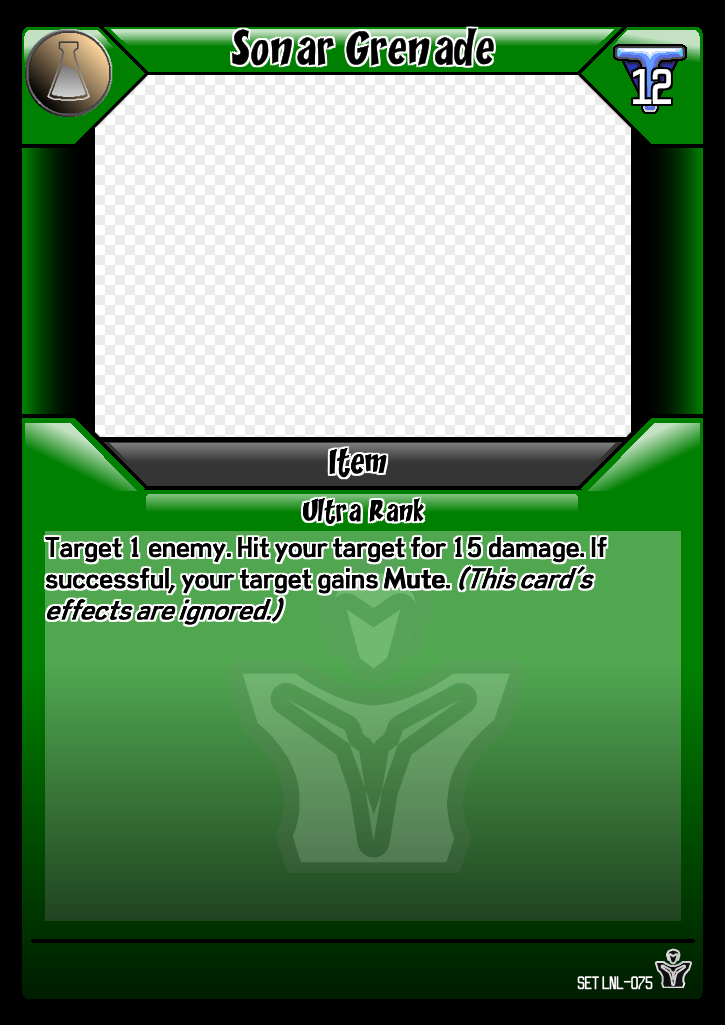 Sonar Grenade
12
Item
Ultra Rank
Target 1 enemy. Hit your target for 15 damage. If
successful, your target gains Mute. (This card's
effects are ignored.)
SET LNL-075